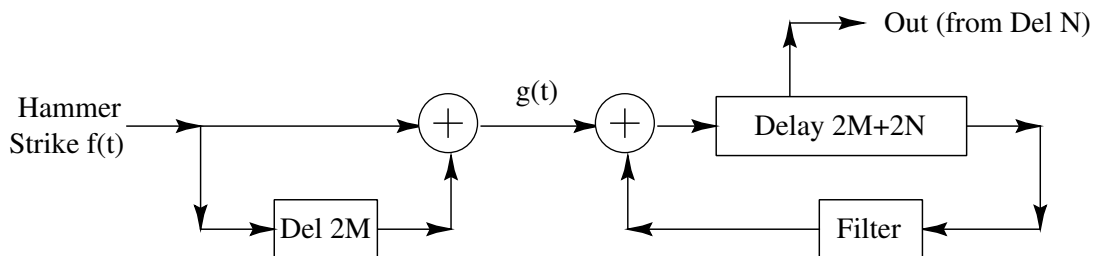 Out (from Del N)
Hammer
Strike f(t)
+
g(t)
+
Delay 2M+2N
Del 2M
Filter